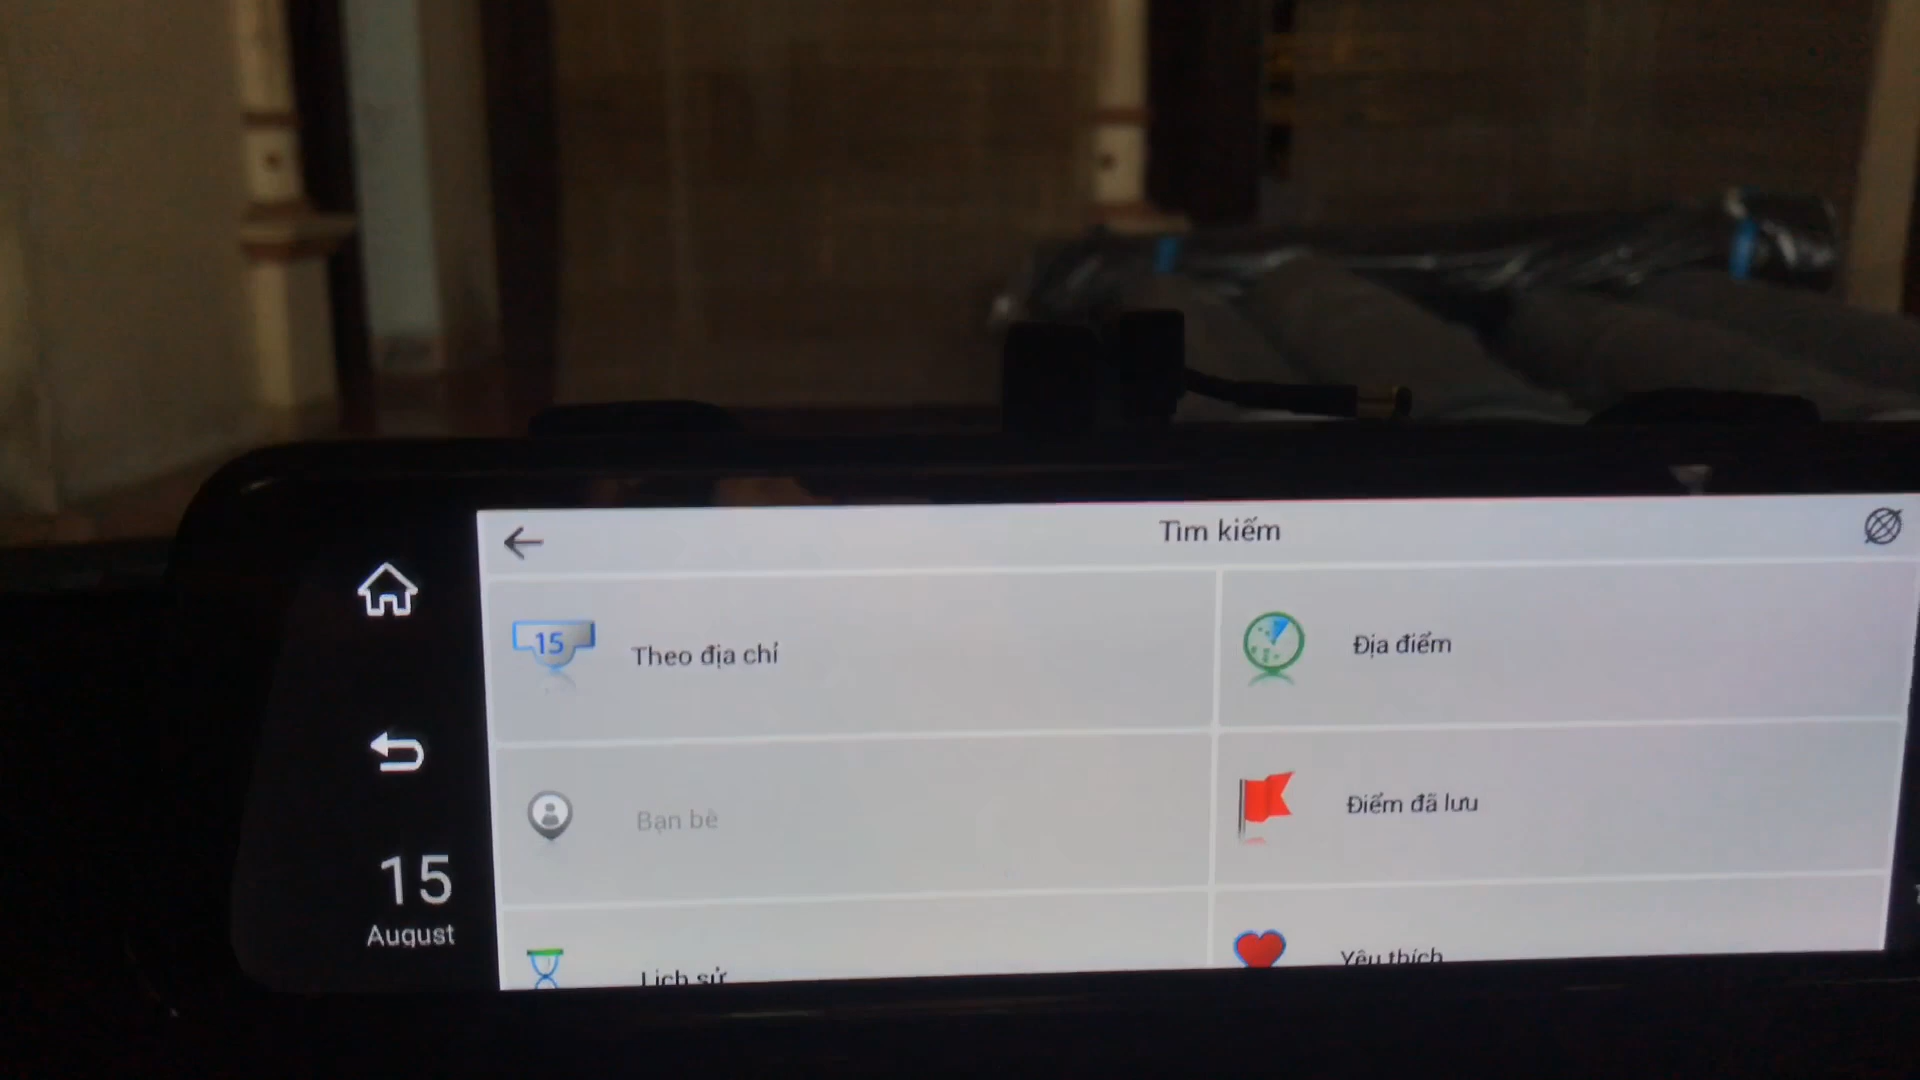 Tìm kiếm
15
Theo địa chỉ
Địa điểm
Bạn bè
Điểm đã lưu
Lịch sử
Yêu thích
15
August